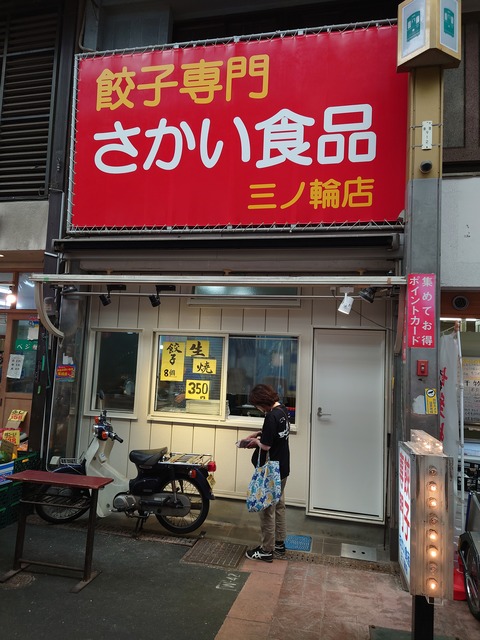 餃子専門
さかい食品
三ノ輪店
集めてお得
ポイントカード
餃子
8個
生
焼
350